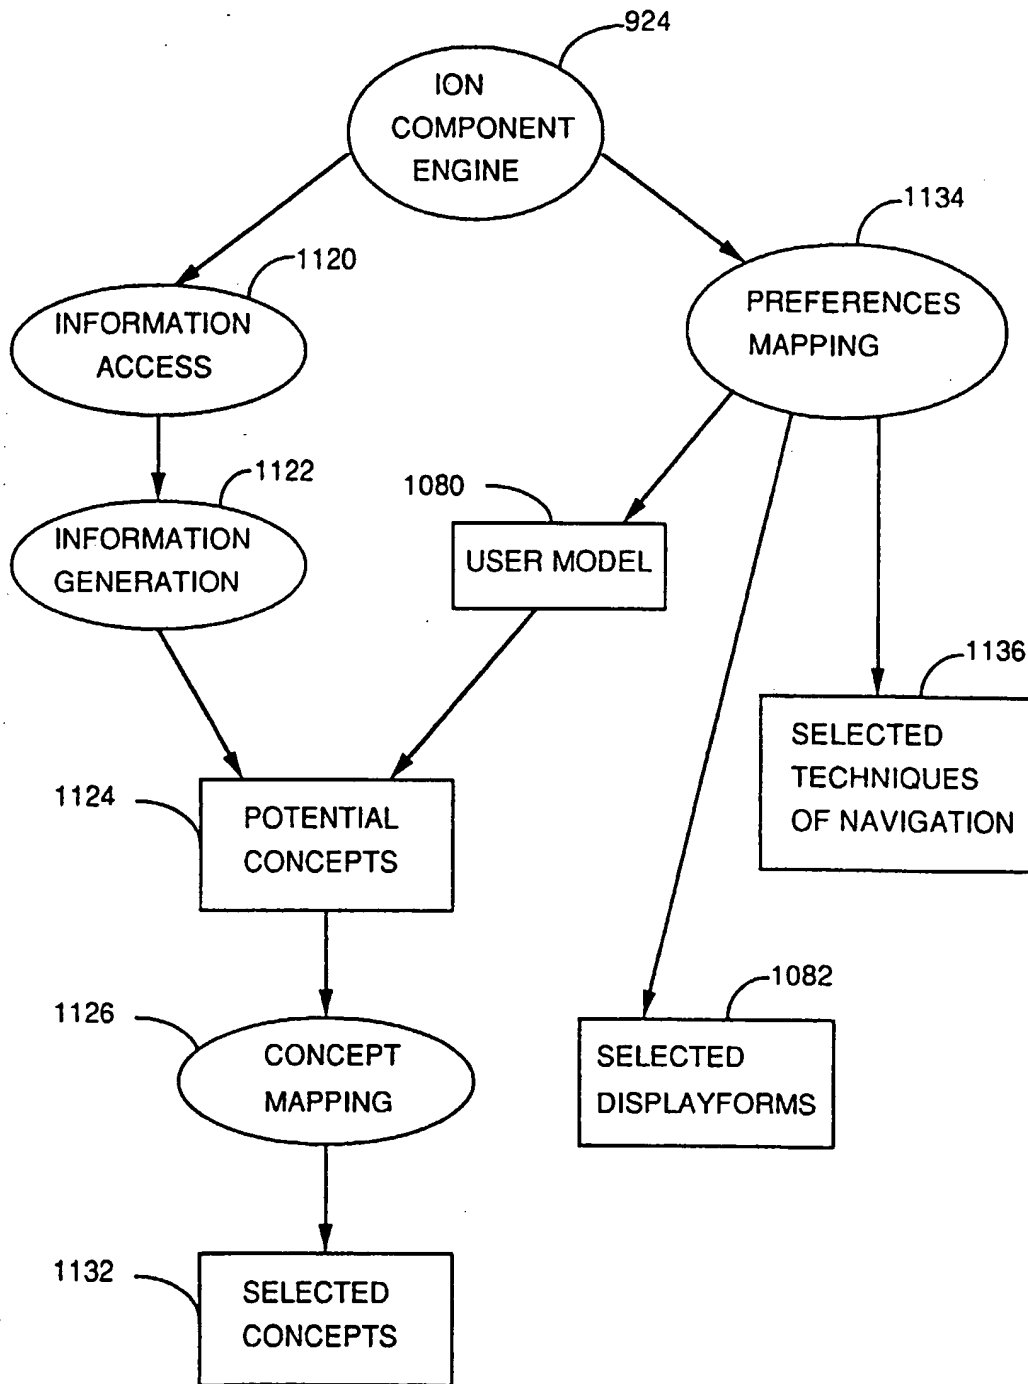 924
ION
COMPONENT
ENGINE
1134
1120
PREFERENCES
MAPPING
INFORMATION
ACCESS
1122
1080
INFORMATION
GENERATION
USER MODEL
1136
SELECTED
TECHNIQUES
OF NAVIGATION
1124
POTENTIAL
CONCEPTS
1082
1126
CONCEPT
MAPPING
SELECTED
DISPLAYFORMS
1132
SELECTED
CONCEPTS